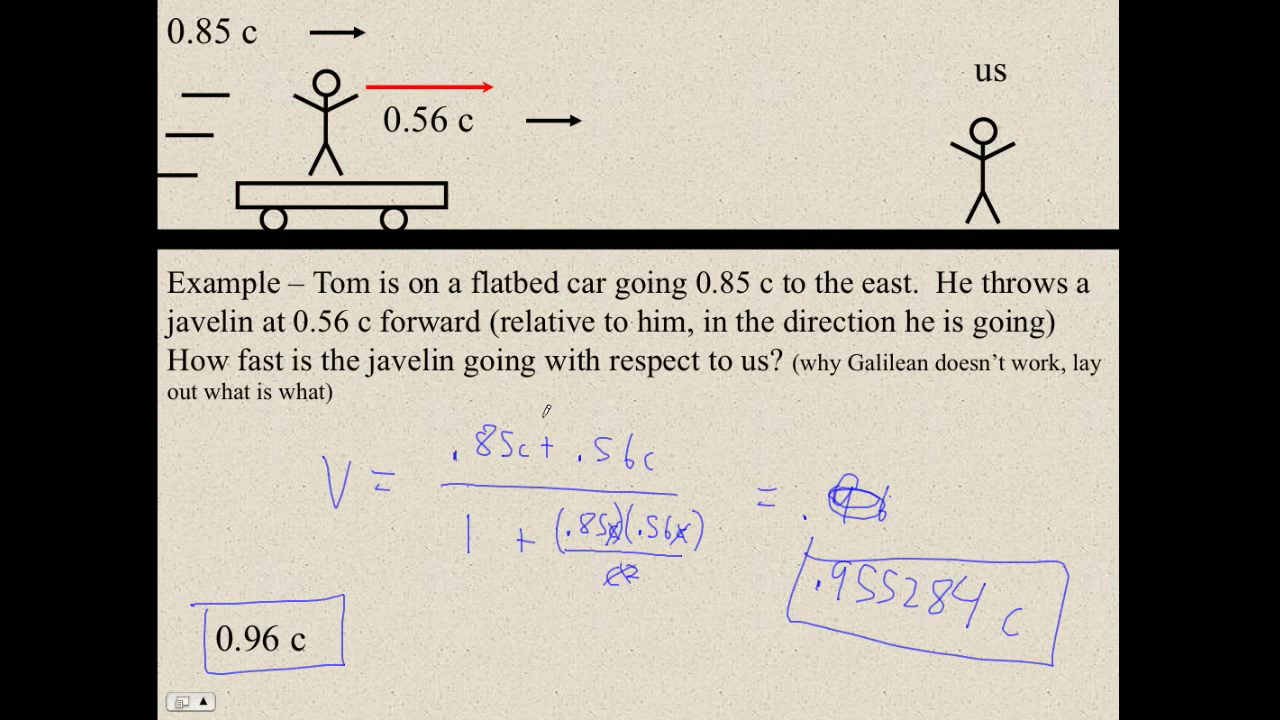 0.85 c
us
0.56 c
Example – Tom is on a flatbed car going 0.85 c to the east. He throws a
javelin at 0.56 c forward (relative to him, in the direction he is going)
How fast is the javelin going with respect to us? (why Galilean doesn’t work, lay
out what is what)
.85c + .56c
V = =
1 + (.85c)(.56c)
c²
.955284 c
0.96 c